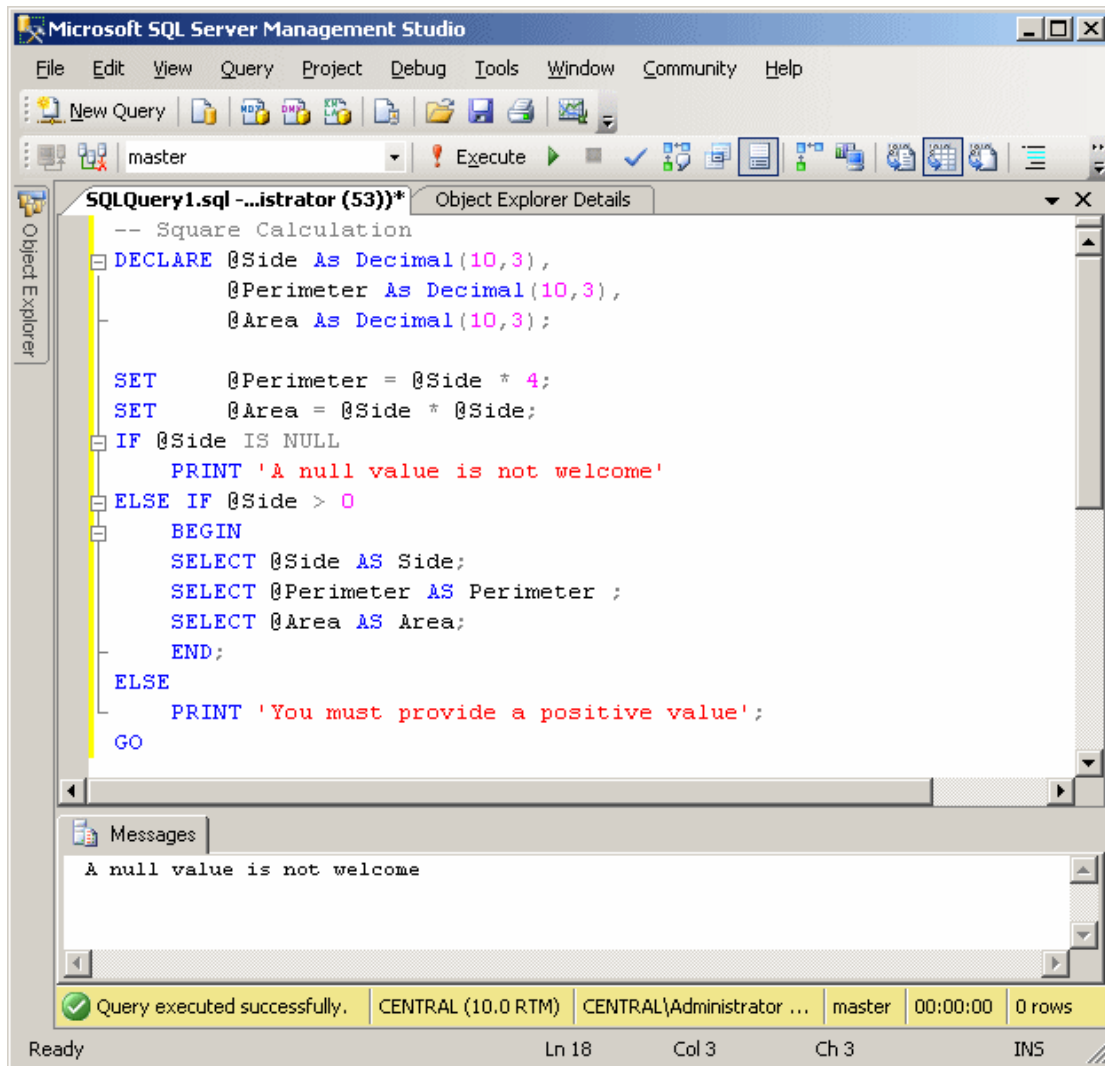 Microsoft SQL Server Management Studio
File Edit View Query Project Debug Tools Window Community Help
New Query
master Execute
SQLQuery1.sql -...istrator (53))* Object Explorer Details
Object Explorer
-- Square Calculation
DECLARE @Side As Decimal(10,3),
@Perimeter As Decimal(10,3),
@Area As Decimal(10,3);
SET @Perimeter = @Side * 4;
SET @Area = @Side * @Side;
IF @Side IS NULL
PRINT 'A null value is not welcome'
ELSE IF @Side > 0
BEGIN
SELECT @Side AS Side;
SELECT @Perimeter AS Perimeter ;
SELECT @Area AS Area;
END;
ELSE
PRINT 'You must provide a positive value';
GO
Messages
A null value is not welcome
Query executed successfully. CENTRAL (10.0 RTM) CENTRAL\Administrator ... master 00:00:00 0 rows
Ready Ln 18 Col 3 Ch 3 INS